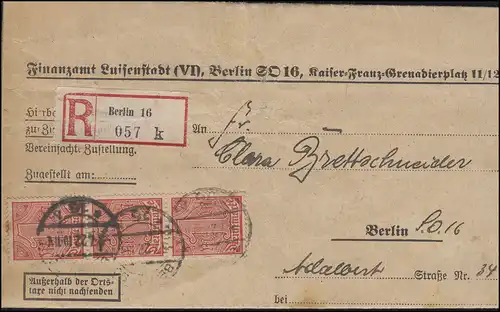 Finanzamt Luisenstadt (VI), Berlin SO 16, Kaiser-Franz-Grenadierplatz 11/12
R Berlin 16
057 k
An Fr.
Vereinfacht. Zustellung.
Clara Brettschneider
Zugestellt am:
Berlin S.O. 16
Adalbert Straße Nr. 34
Außerhalb der Orts-
taxe nicht nachsenden
bei